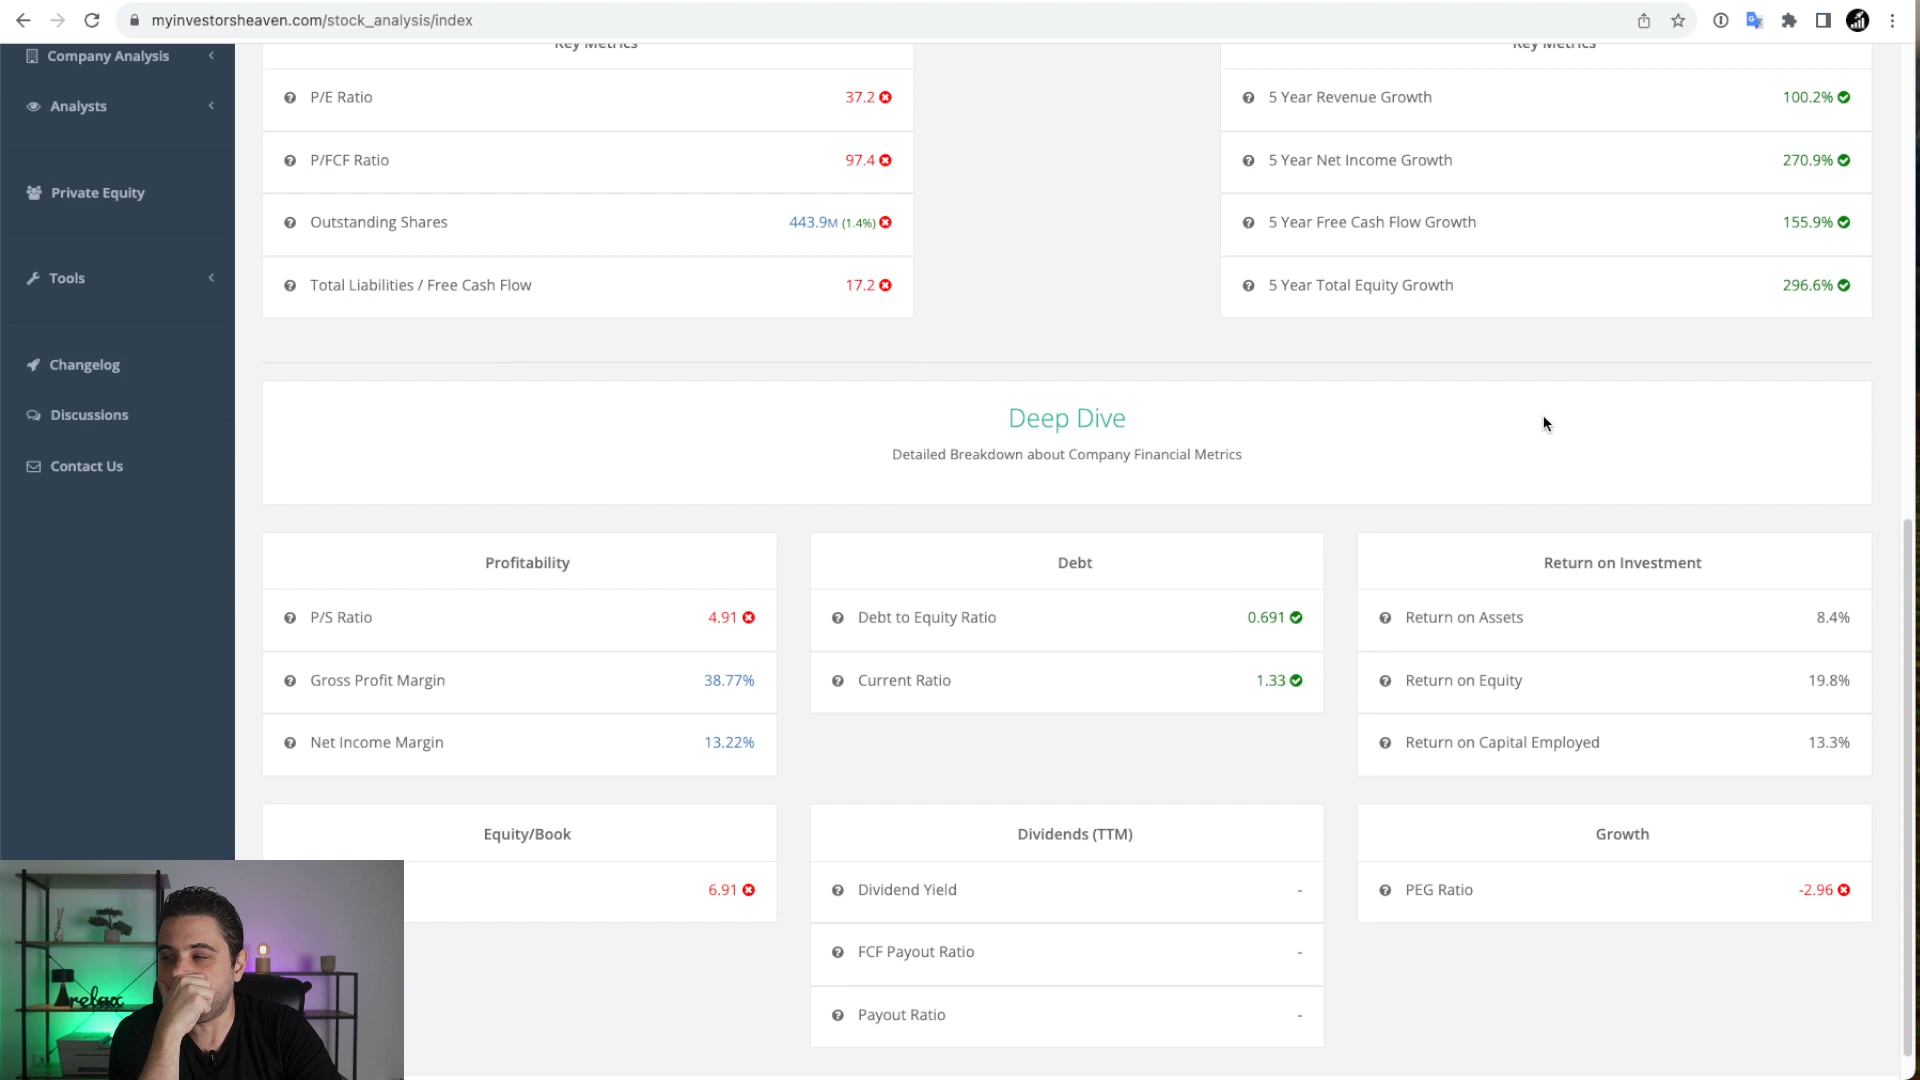 myinvestorsheaven.com/stock_analysis/index
Company Analysis
Analysts
Private Equity
Tools
Changelog
Discussions
Contact Us
Key Metrics
P/E Ratio 37.2
P/FCF Ratio 97.4
Outstanding Shares 443.9M (1.4%)
Total Liabilities / Free Cash Flow 17.2
Key Metrics
5 Year Revenue Growth 100.2%
5 Year Net Income Growth 270.9%
5 Year Free Cash Flow Growth 155.9%
5 Year Total Equity Growth 296.6%
Deep Dive
Detailed Breakdown about Company Financial Metrics
Profitability
P/S Ratio 4.91
Gross Profit Margin 38.77%
Net Income Margin 13.22%
Debt
Debt to Equity Ratio 0.691
Current Ratio 1.33
Return on Investment
Return on Assets 8.4%
Return on Equity 19.8%
Return on Capital Employed 13.3%
Equity/Book
6.91
Dividends (TTM)
Dividend Yield -
FCF Payout Ratio -
Payout Ratio -
Growth
PEG Ratio -2.96
relax